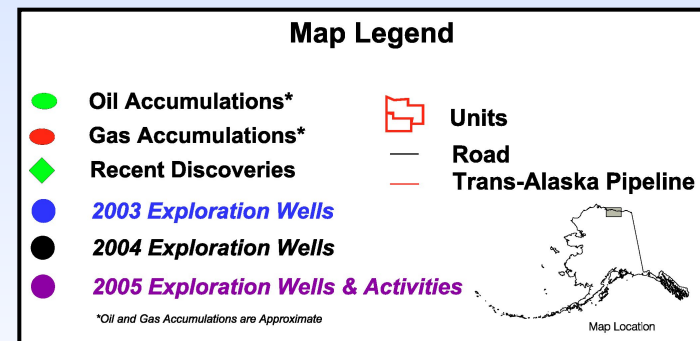 Map Legend
Oil Accumulations*
Gas Accumulations*
Recent Discoveries
2003 Exploration Wells
2004 Exploration Wells
2005 Exploration Wells & Activities
*Oil and Gas Accumulations are Approximate
Units
Road
Trans-Alaska Pipeline
Map Location